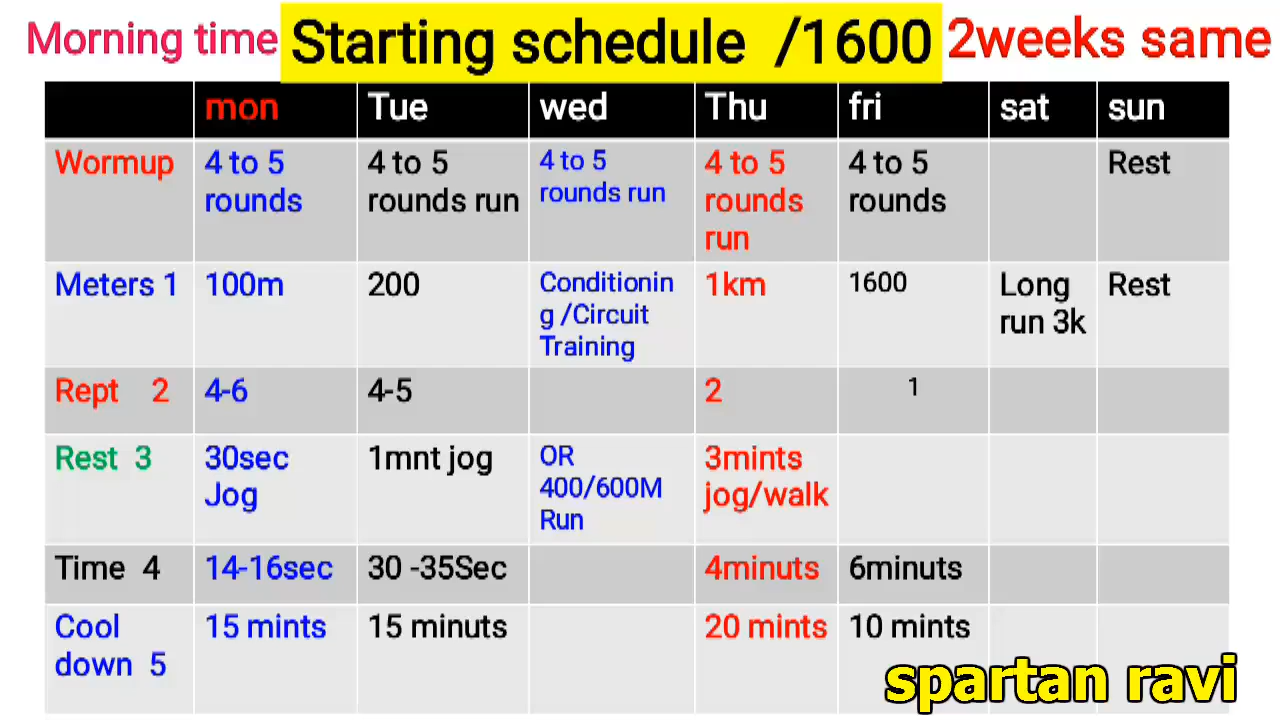 Morning time Starting schedule /1600 2weeks same
mon Tue wed Thu fri sat sun
Wormup 4 to 5 rounds 4 to 5 rounds run 4 to 5 rounds run 4 to 5 rounds run 4 to 5 rounds Rest
Meters 1 100m 200 Conditionin g /Circuit Training 1km 1600 Long run 3k Rest
Rept 2 4-6 4-5 2 1
Rest 3 30sec Jog 1mnt jog OR 400/600M Run 3mints jog/walk
Time 4 14-16sec 30 -35Sec 4minuts 6minuts
Cool down 5 15 mints 15 minuts 20 mints 10 mints
spartan ravi